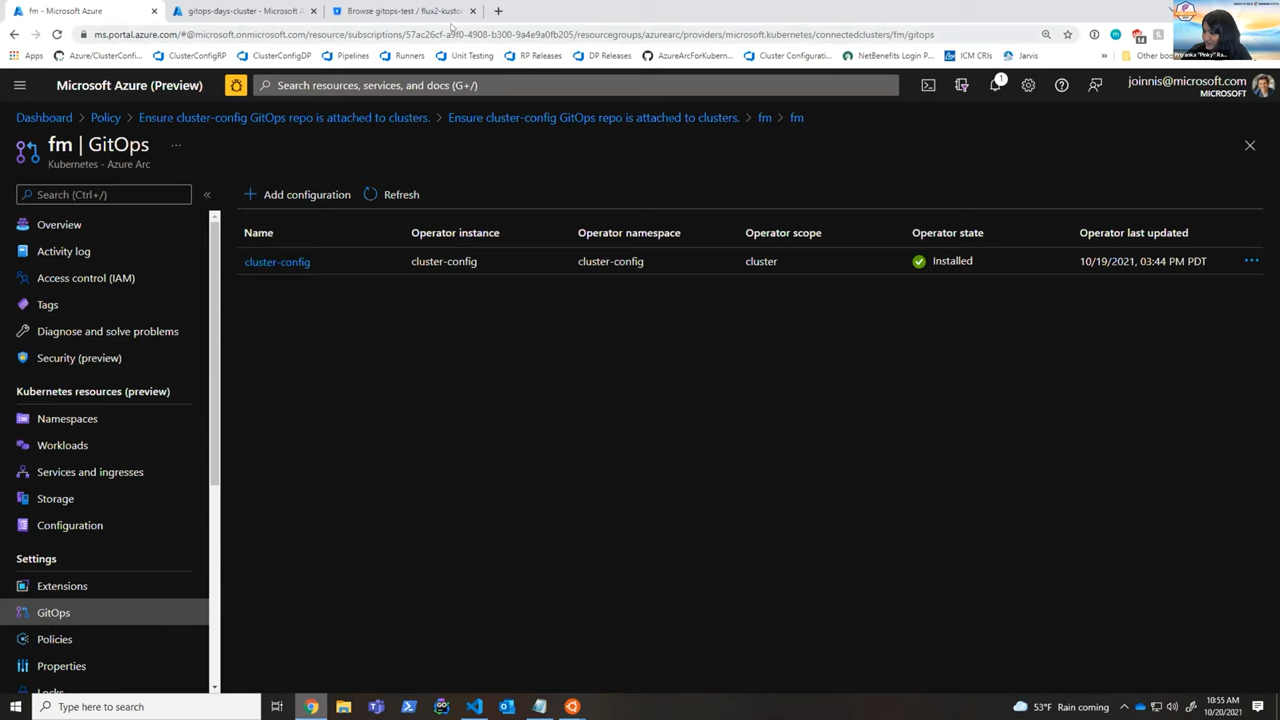 fm - Microsoft Azure
gitops-days-cluster - Microsoft A
Browse gitops-test / flux2-kustom
ms.portal.azure.com/#@microsoft.onmicrosoft.com/resource/subscriptions/57ac26cf-a9f0-4908-b300-9a4e9a0fb205/resourcegroups/azurearc/providers/microsoft.kubernetes/connectedclusters/fm/gitops
14
Priyanka "Pinky" Ra...
Apps
Azure/ClusterConfi...
ClusterConfigRP
ClusterConfigDP
Pipelines
Runners
Unit Testing
RP Releases
DP Releases
AzureArcForKubern...
Cluster Configurati...
NetBenefits Login P...
ICM CRIs
Jarvis
»
Other boo
Microsoft Azure (Preview)
Search resources, services, and docs (G+/)
1
joinnis@microsoft.com
MICROSOFT
Dashboard > Policy > Ensure cluster-config GitOps repo is attached to clusters. > Ensure cluster-config GitOps repo is attached to clusters. > fm > fm
fm | GitOps ...
Kubernetes - Azure Arc
Search (Ctrl+/)
«
Add configuration
Refresh
Overview
Activity log
Access control (IAM)
Tags
Diagnose and solve problems
Security (preview)
Kubernetes resources (preview)
Namespaces
Workloads
Services and ingresses
Storage
Configuration
Settings
Extensions
GitOps
Policies
Properties
Locks
Name Operator instance Operator namespace Operator scope Operator state Operator last updated
cluster-config cluster-config cluster-config cluster Installed 10/19/2021, 03:44 PM PDT ...
Type here to search
53°F Rain coming
10:55 AM
10/20/2021